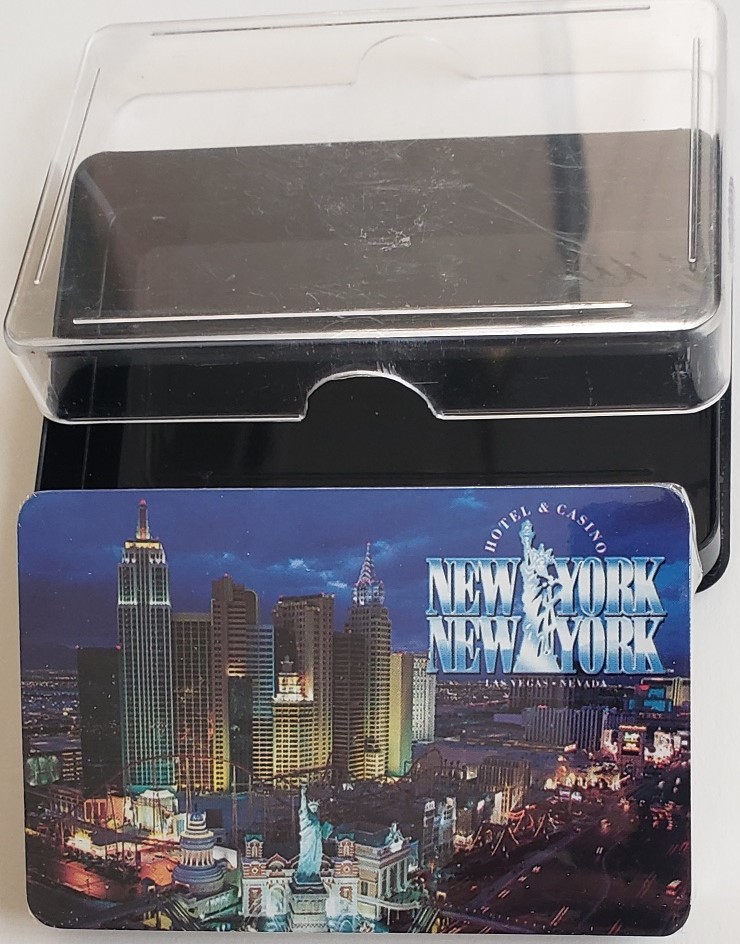 HOTEL & CASINO
NEW YORK
NEW YORK
LAS VEGAS • NEVADA